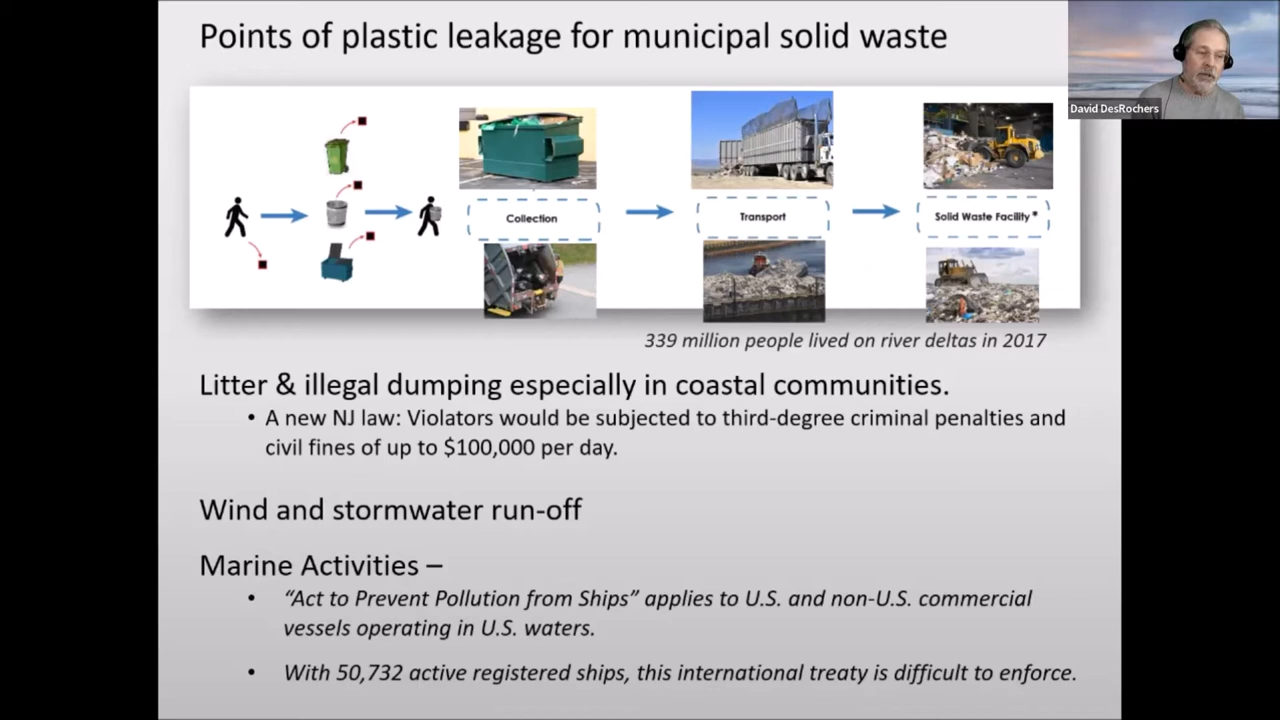 Points of plastic leakage for municipal solid waste
David DesRochers
Collection
Transport
Solid Waste Facility *
339 million people lived on river deltas in 2017
Litter & illegal dumping especially in coastal communities.
• A new NJ law: Violators would be subjected to third-degree criminal penalties and
civil fines of up to $100,000 per day.
Wind and stormwater run-off
Marine Activities –
• “Act to Prevent Pollution from Ships” applies to U.S. and non-U.S. commercial
vessels operating in U.S. waters.
• With 50,732 active registered ships, this international treaty is difficult to enforce.